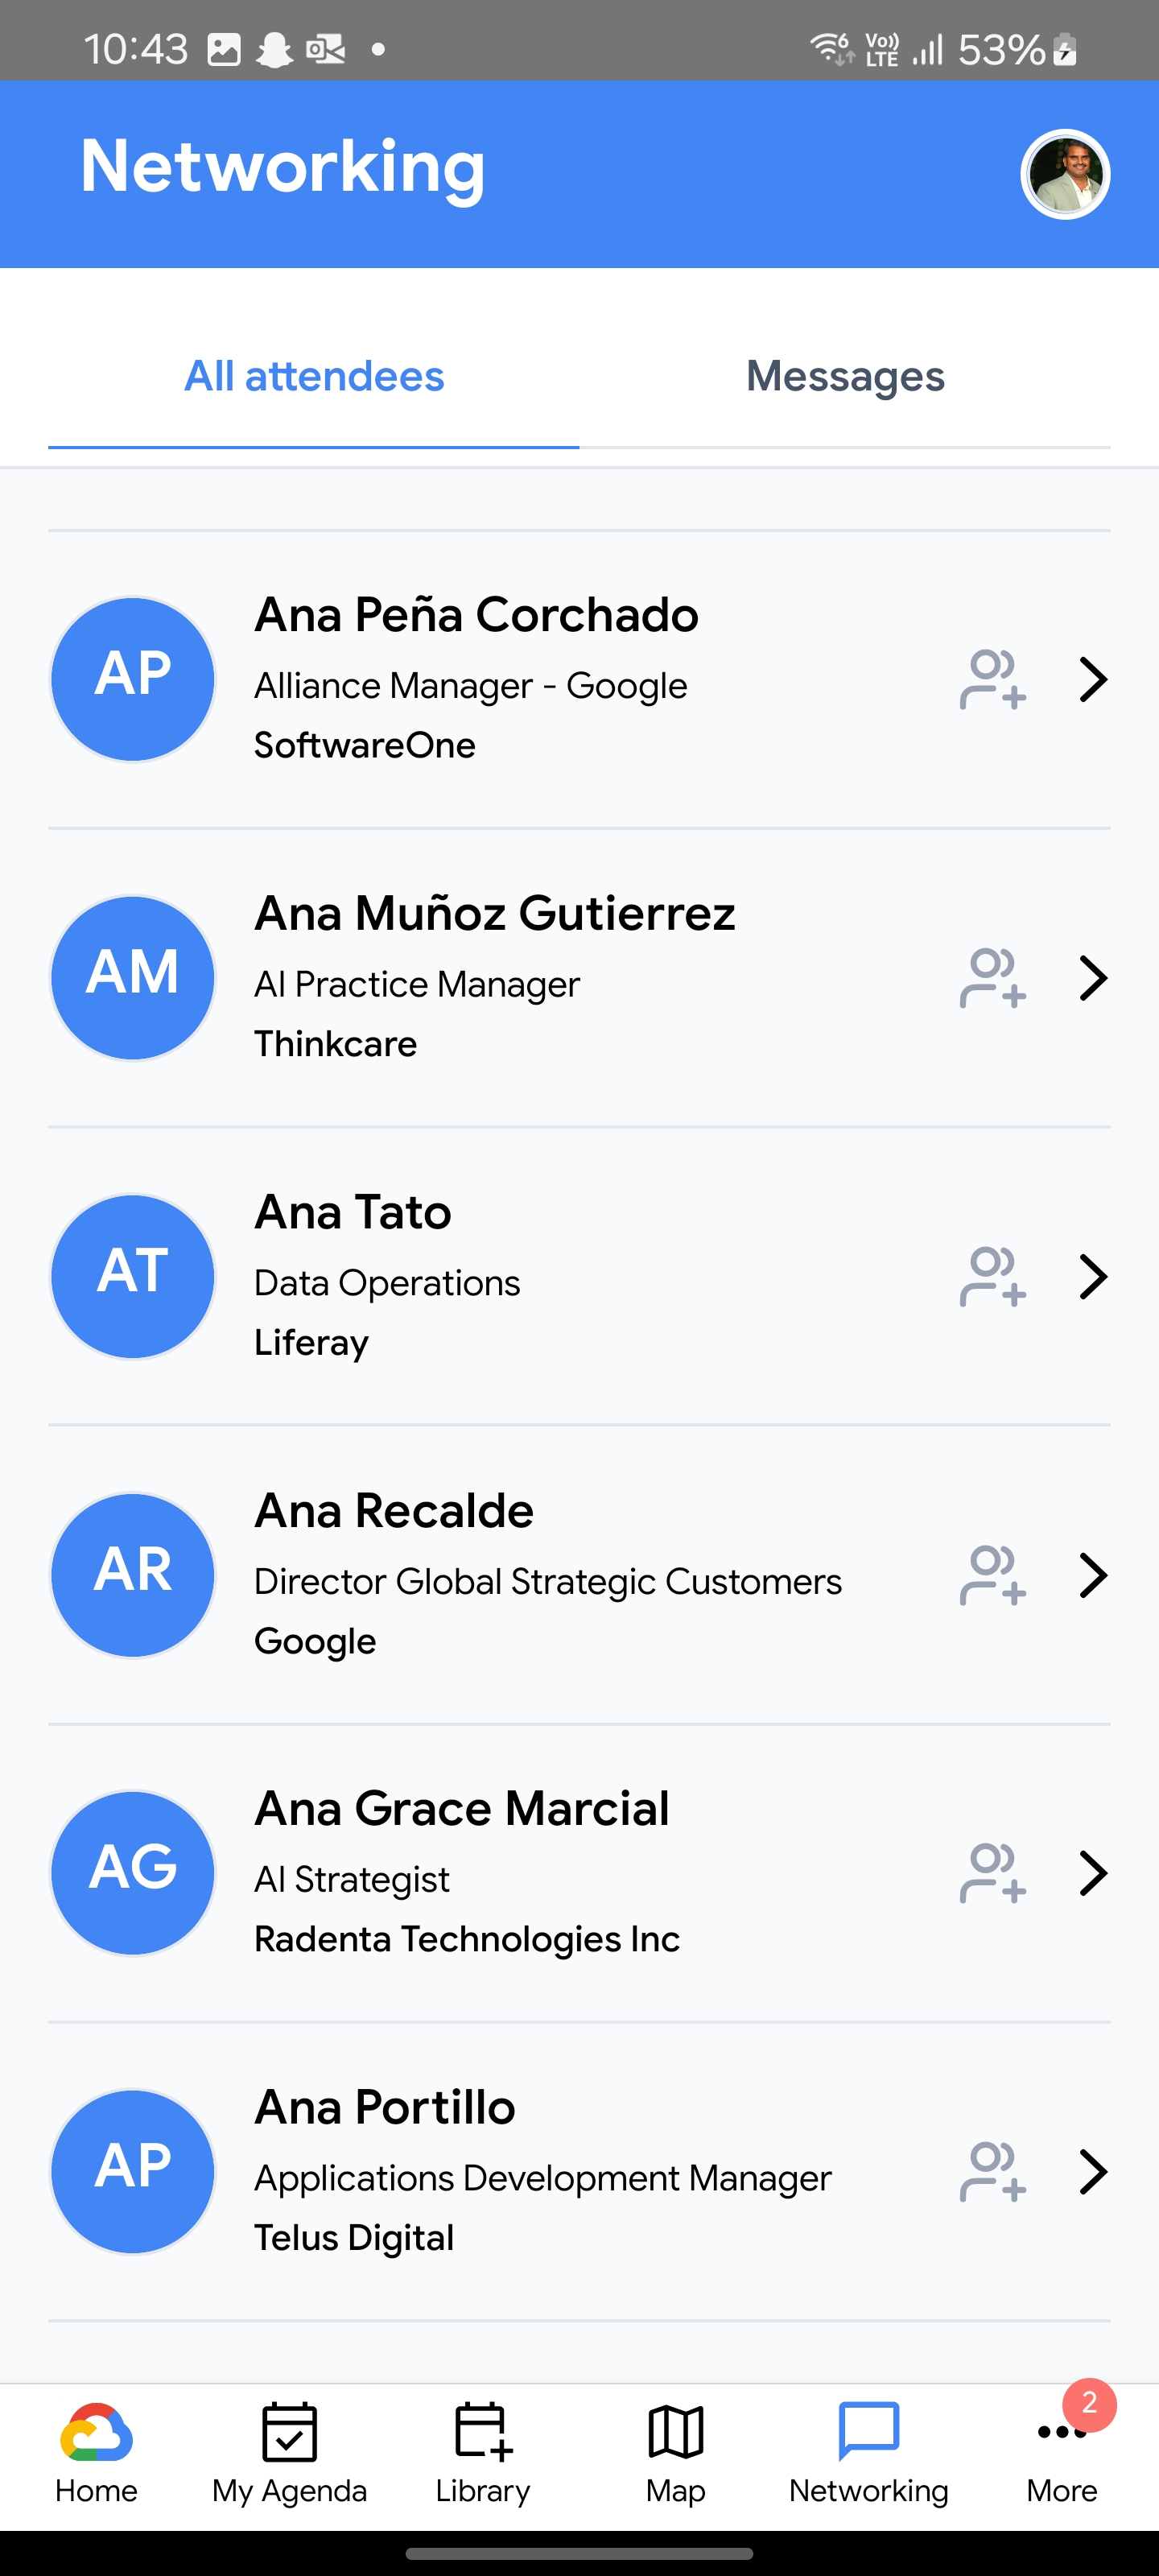 10:43
Vo)) LTE 53%
Networking
All attendees Messages
AP
Ana Peña Corchado
Alliance Manager - Google
SoftwareOne
AM
Ana Muñoz Gutierrez
AI Practice Manager
Thinkcare
AT
Ana Tato
Data Operations
Liferay
AR
Ana Recalde
Director Global Strategic Customers
Google
AG
Ana Grace Marcial
AI Strategist
Radenta Technologies Inc
AP
Ana Portillo
Applications Development Manager
Telus Digital
2
Home My Agenda Library Map Networking More